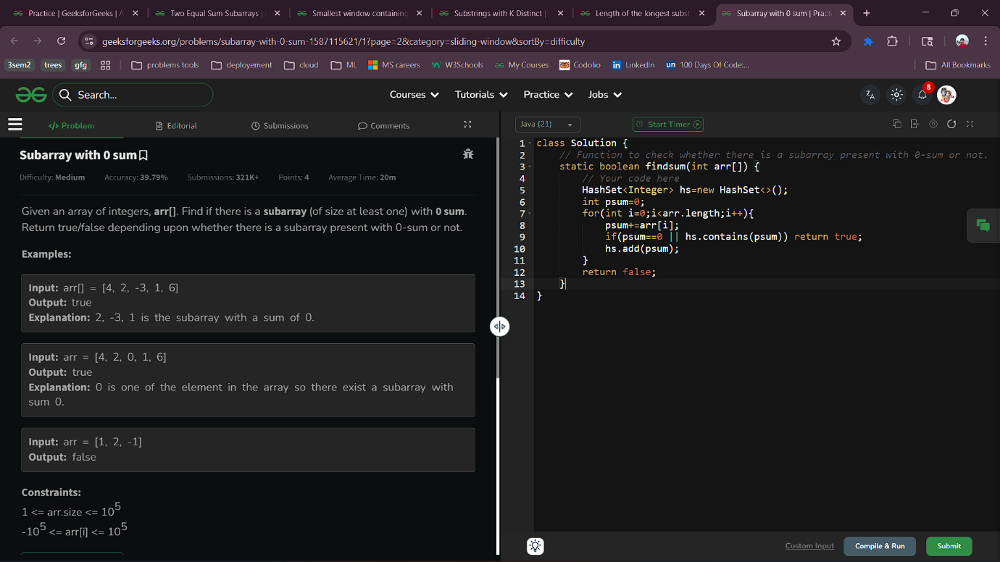 Practice | GeeksforGeeks | A
Two Equal Sum Subarrays |
Smallest window containing
Substrings with K Distinct |
Length of the longest subst
Subarray with 0 sum | Practi
geeksforgeeks.org/problems/subarray-with-0-sum-1587115621/1?page=2&category=sliding-window&sortBy=difficulty
3sem2 trees gfg problems tools deployement cloud ML MS careers W3Schools My Courses Codolio LinkedIn 100 Days Of Code:... All Bookmarks
Search... Courses Tutorials Practice Jobs 8
Problem Editorial Submissions Comments
Java (21) Start Timer
Subarray with 0 sum
Difficulty: Medium Accuracy: 39.79% Submissions: 321K+ Points: 4 Average Time: 20m
Given an array of integers, arr[]. Find if there is a subarray (of size at least one) with 0 sum.
Return true/false depending upon whether there is a subarray present with 0-sum or not.
Examples:
Input: arr[] = [4, 2, -3, 1, 6]
Output: true
Explanation: 2, -3, 1 is the subarray with a sum of 0.
Input: arr = [4, 2, 0, 1, 6]
Output: true
Explanation: 0 is one of the element in the array so there exist a subarray with
sum 0.
Input: arr = [1, 2, -1]
Output: false
Constraints:
1 <= arr.size <= 10^5
-10^5 <= arr[i] <= 10^5
1 class Solution {
2 // Function to check whether there is a subarray present with 0-sum or not.
3 static boolean findsum(int arr[]) {
4 // Your code here
5 HashSet<Integer> hs=new HashSet<>();
6 int psum=0;
7 for(int i=0;i<arr.length;i++){
8 psum+=arr[i];
9 if(psum==0 || hs.contains(psum)) return true;
10 hs.add(psum);
11 }
12 return false;
13 }
14 }
Custom Input Compile & Run Submit